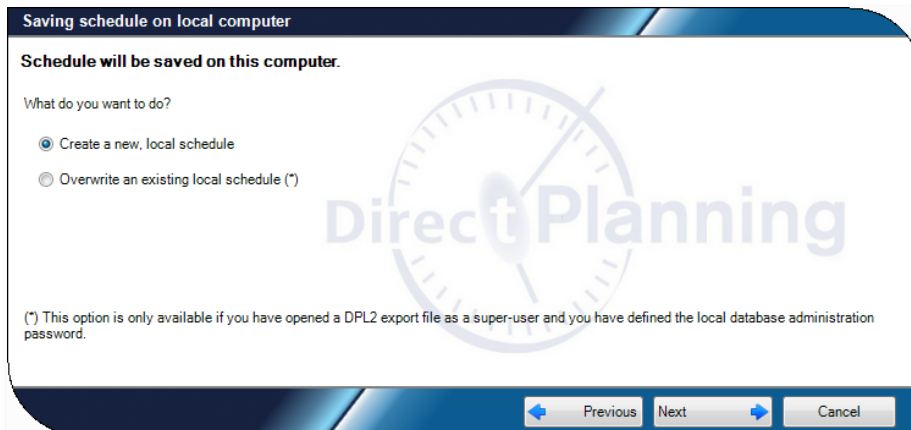 Saving schedule on local computer
Schedule will be saved on this computer.
What do you want to do?
Create a new, local schedule
Overwrite an existing local schedule (*)
DirectPlanning
(*) This option is only available if you have opened a DPL2 export file as a super-user and you have defined the local database administration
password.
Previous Next Cancel